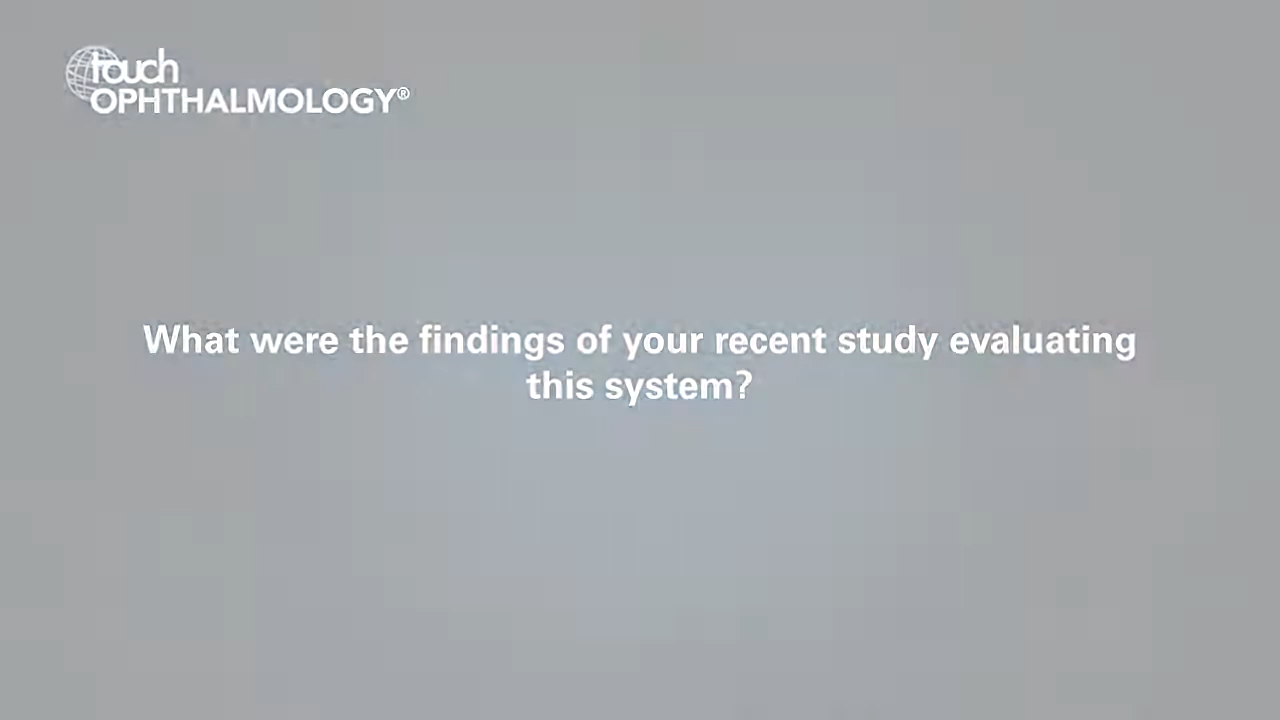 touch
OPHTHALMOLOGY®
What were the findings of your recent study evaluating
this system?